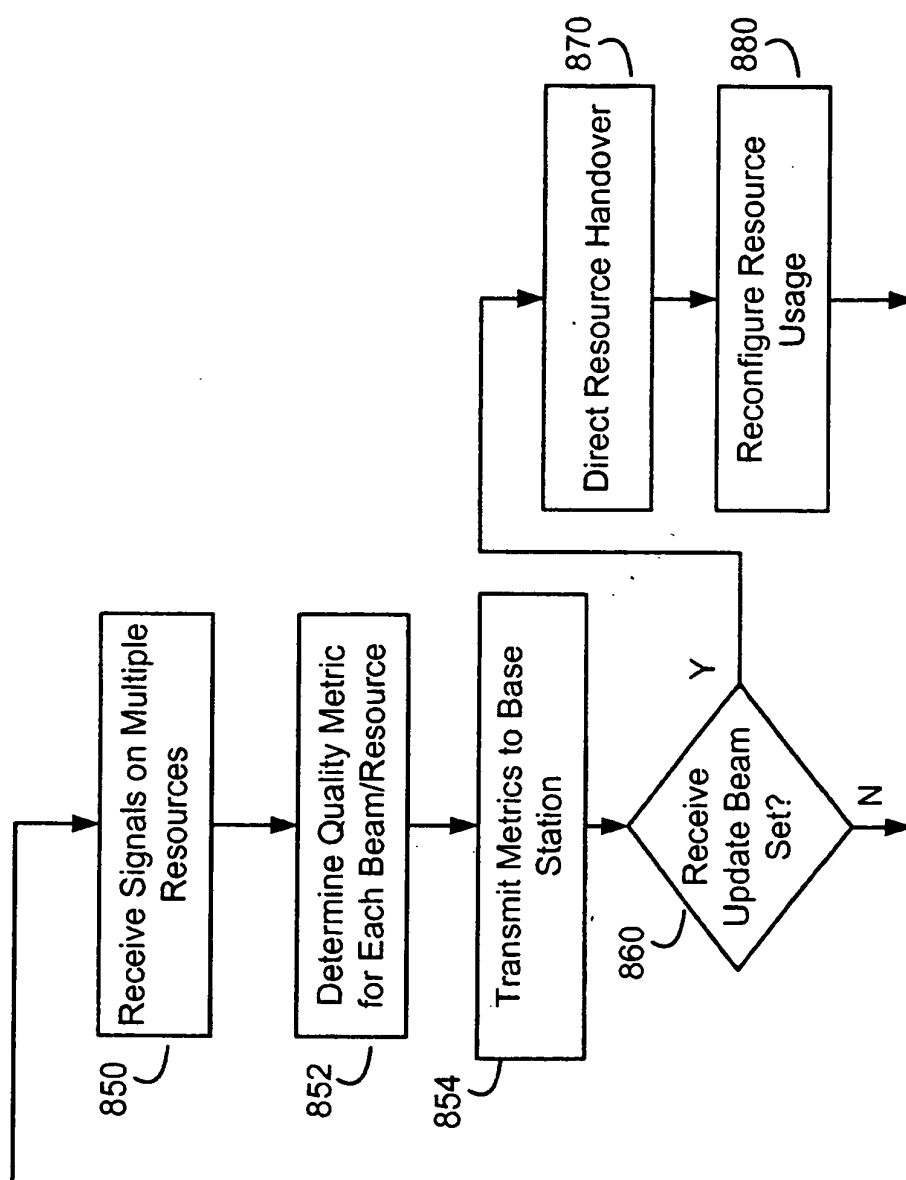 850
Receive Signals on Multiple
Resources
852
Determine Quality Metric
for Each Beam/Resource
854
Transmit Metrics to Base
Station
860
Receive
Update Beam
Set?
Y
N
870
Direct Resource Handover
880
Reconfigure Resource
Usage